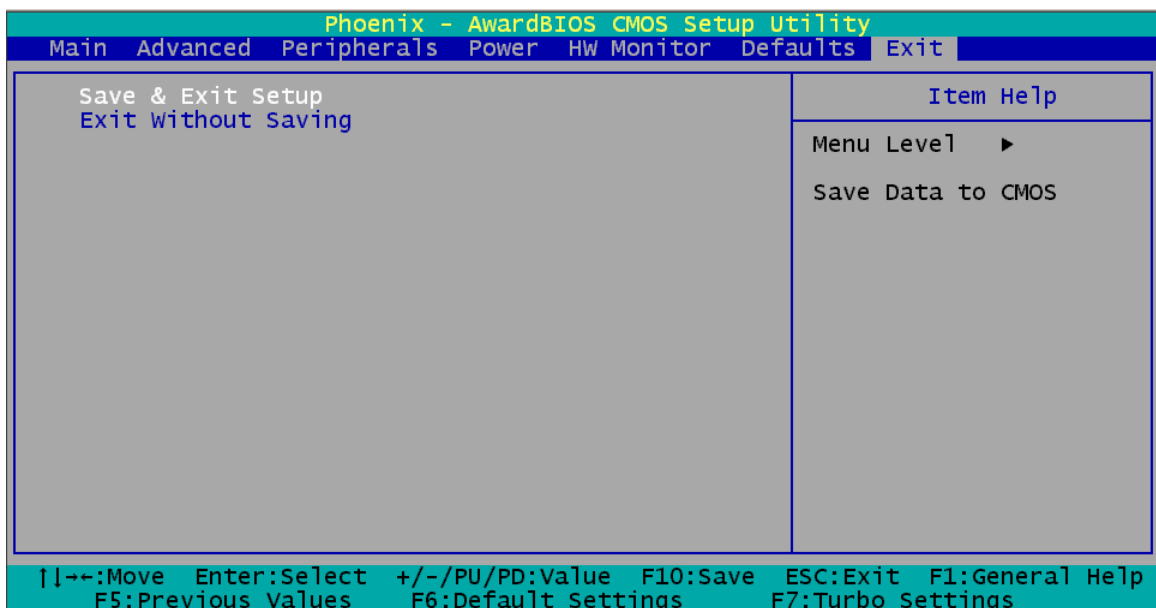 Phoenix - AwardBIOS CMOS Setup Utility
Main Advanced Peripherals Power HW Monitor Defaults Exit
Save & Exit Setup
Exit Without Saving
Item Help
Menu Level ►
Save Data to CMOS
↑↓→←:Move Enter:Select +/-/PU/PD:Value F10:Save ESC:Exit F1:General Help
F5:Previous Values F6:Default Settings F7:Turbo Settings